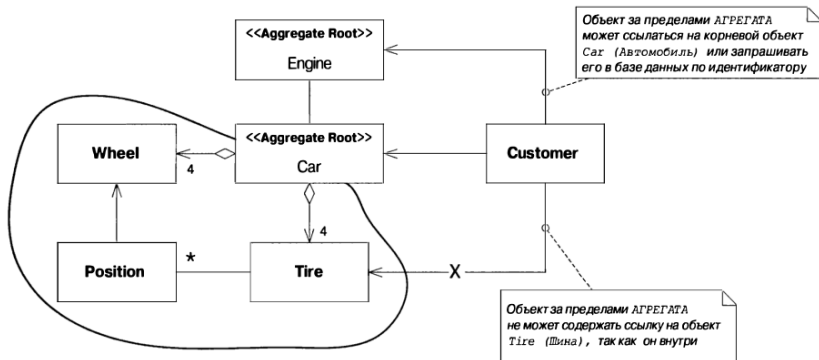 Объект за пределами АГРЕГАТА
может ссылаться на корневой объект
Car (Автомобиль) или запрашивать
его в базе данных по идентификатору
<<Aggregate Root>>
Engine
<<Aggregate Root>>
Car
Wheel
4
Customer
4
Position
*
Tire
X
Объект за пределами АГРЕГАТА
не может содержать ссылку на объект
Tire (Шина), так как он внутри